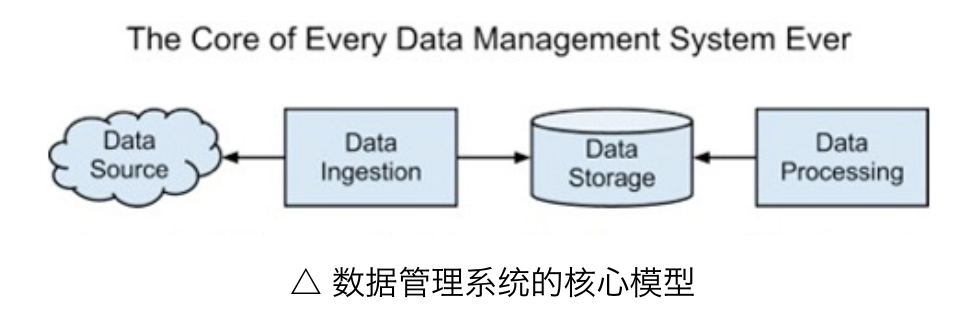 The Core of Every Data Management System Ever
Data
Source
Data
Ingestion
Data
Storage
Data
Processing
△ 数据管理系统的核心模型